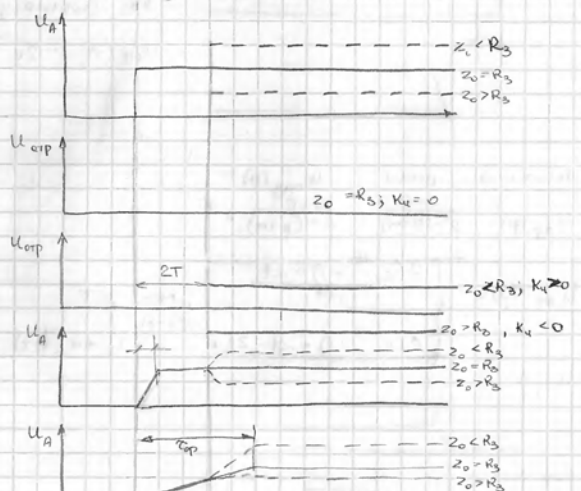 U_A
Z_0 < R_3
Z_0 = R_3
Z_0 > R_3
U_отр
Z_0 = R_3; K_u = 0
U_отр
2T
Z_0 < R_3; K_u > 0
U_A
Z_0 > R_3, K_u < 0
Z_0 < R_3
Z_0 = R_3
Z_0 > R_3
U_A
τ_ф
Z_0 < R_3
Z_0 = R_3
Z_0 > R_3